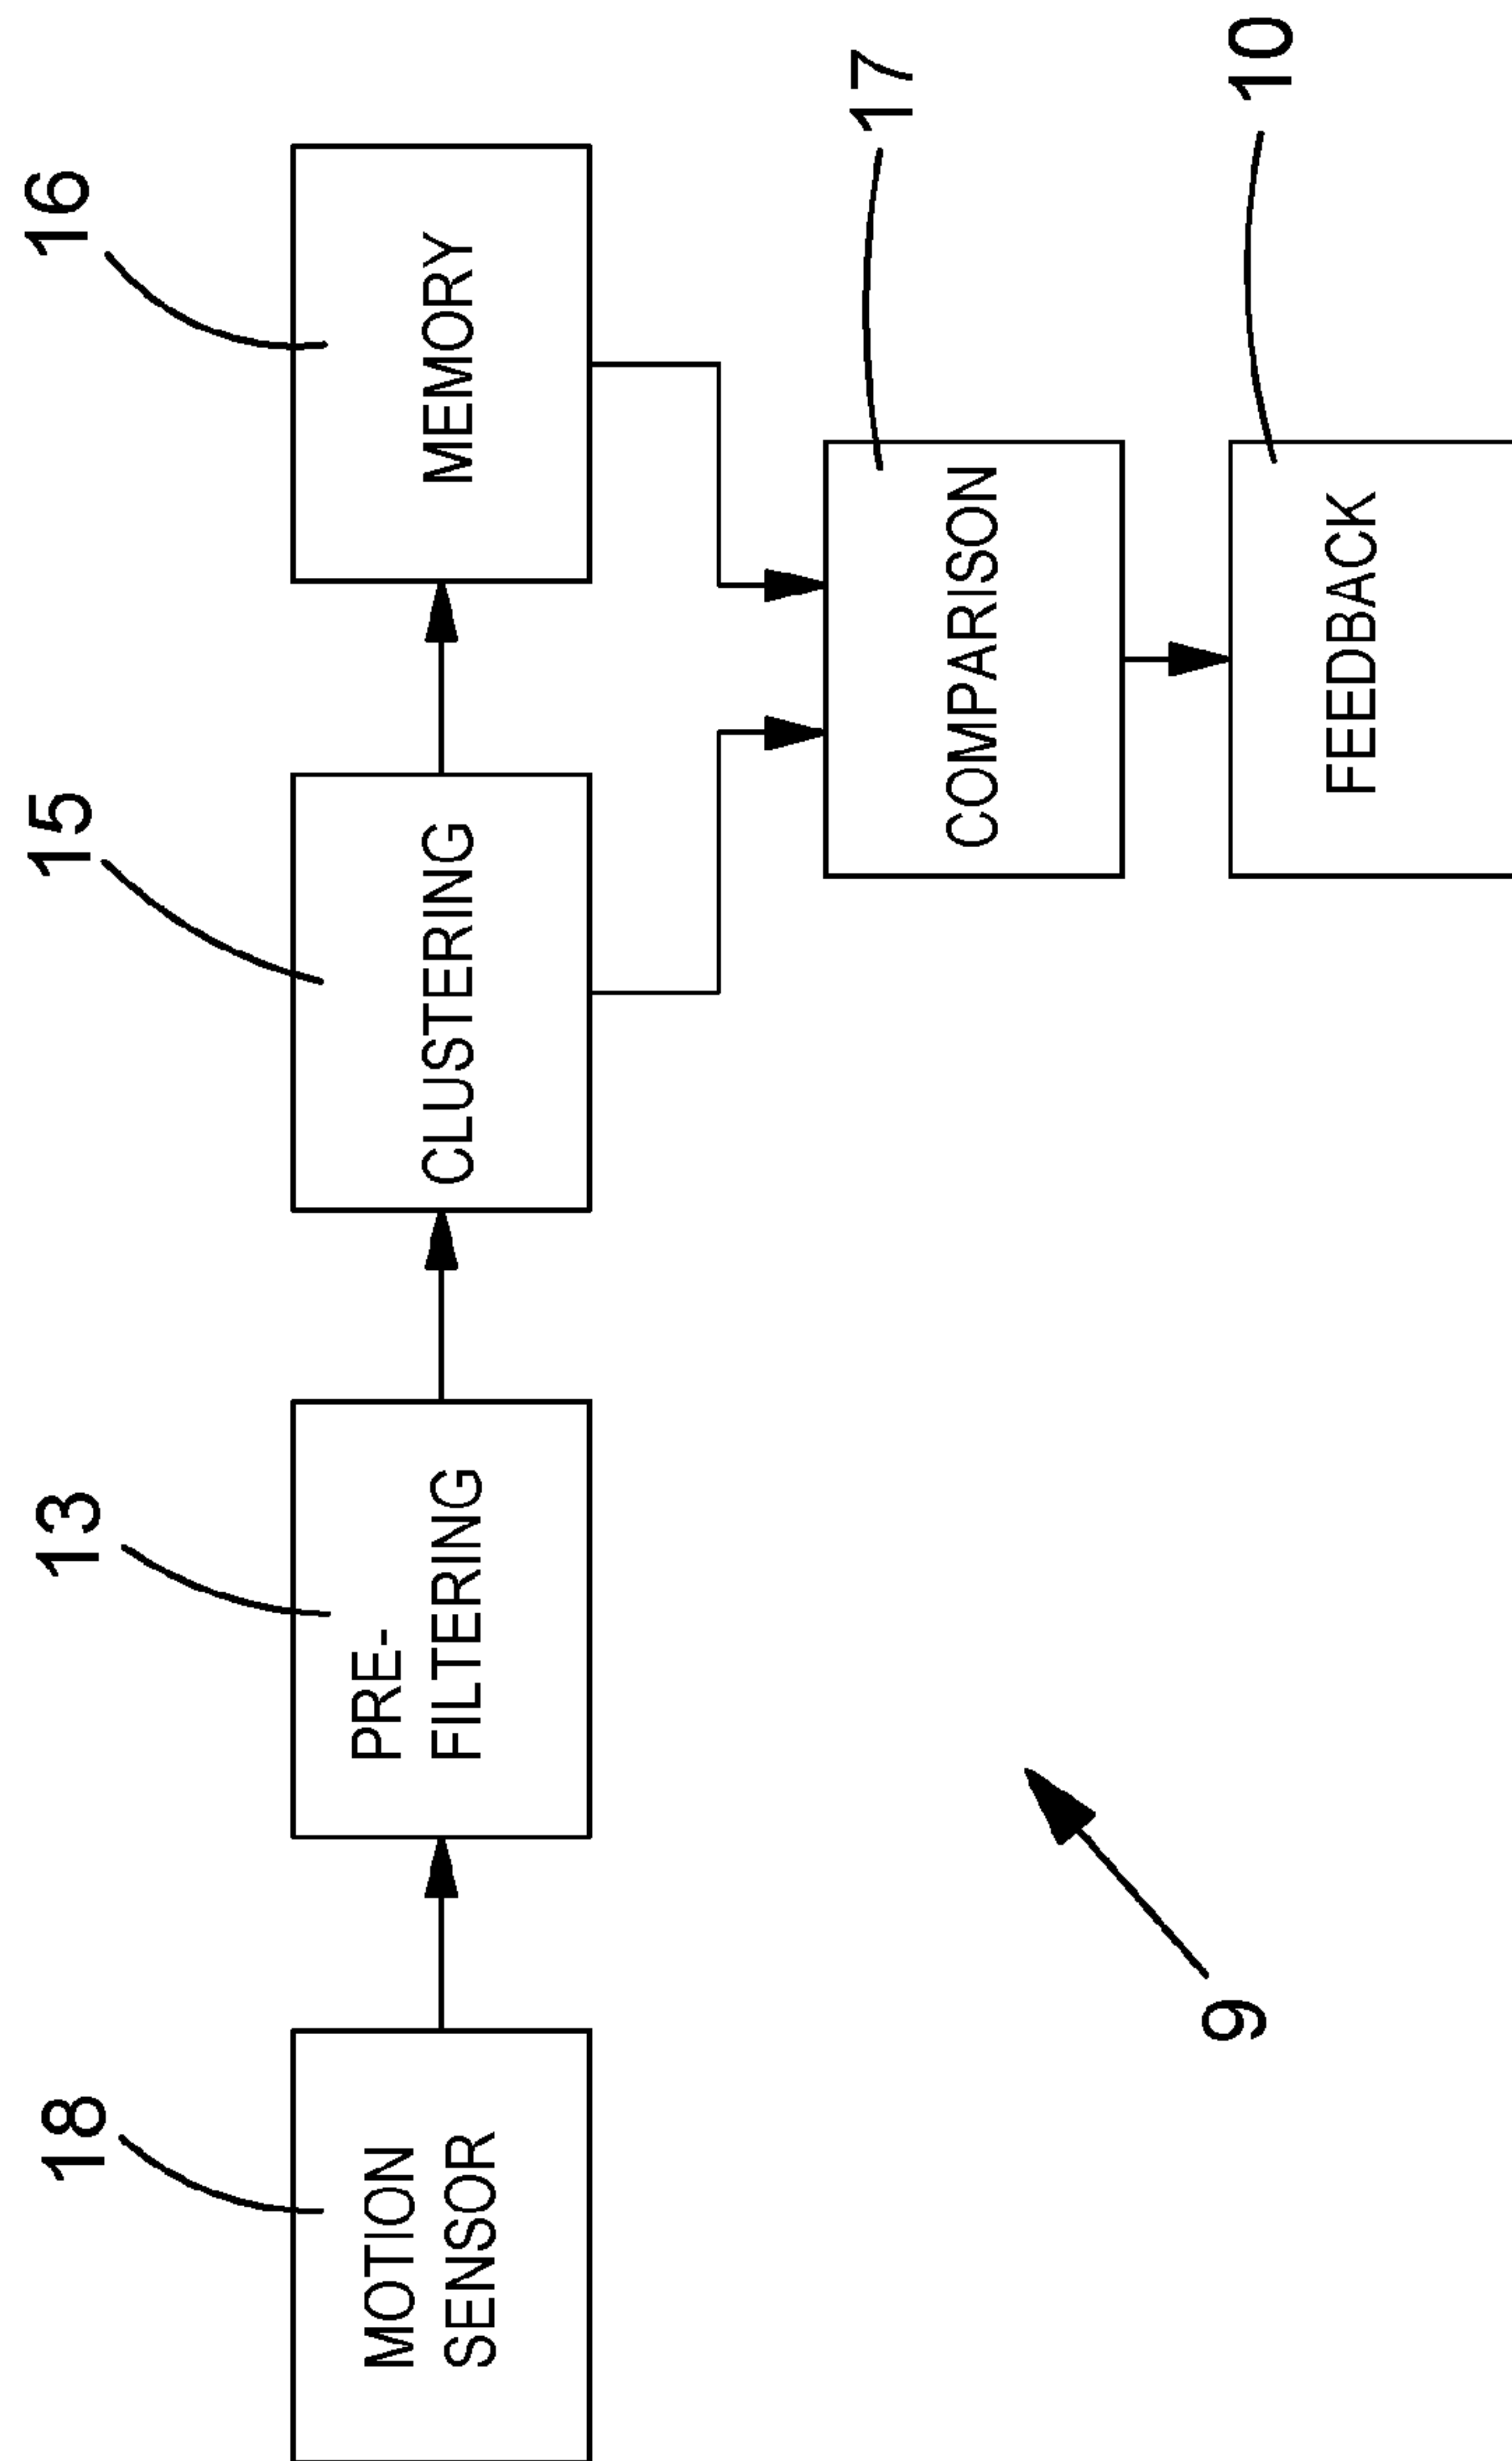 18
MOTION
SENSOR
13
PRE-
FILTERING
15
CLUSTERING
16
MEMORY
17
COMPARISON
10
FEEDBACK
9